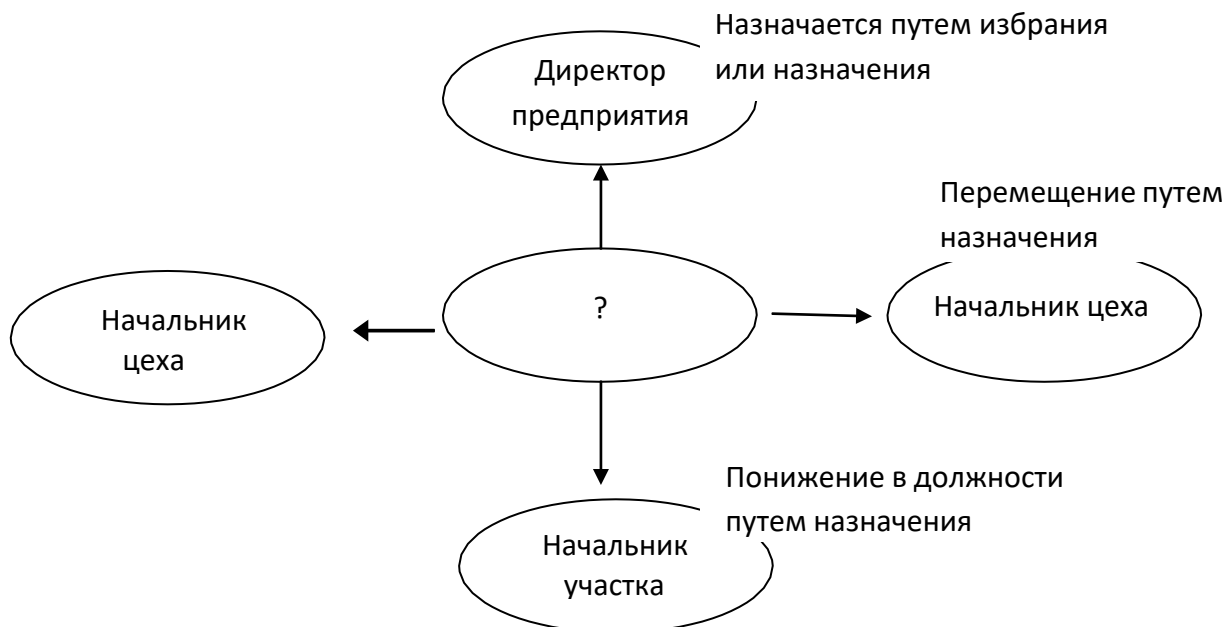 Назначается путем избрания
или назначения
Директор
предприятия
Перемещение путем
назначения
Начальник
цеха
?
Начальник цеха
Понижение в должности
путем назначения
Начальник
участка